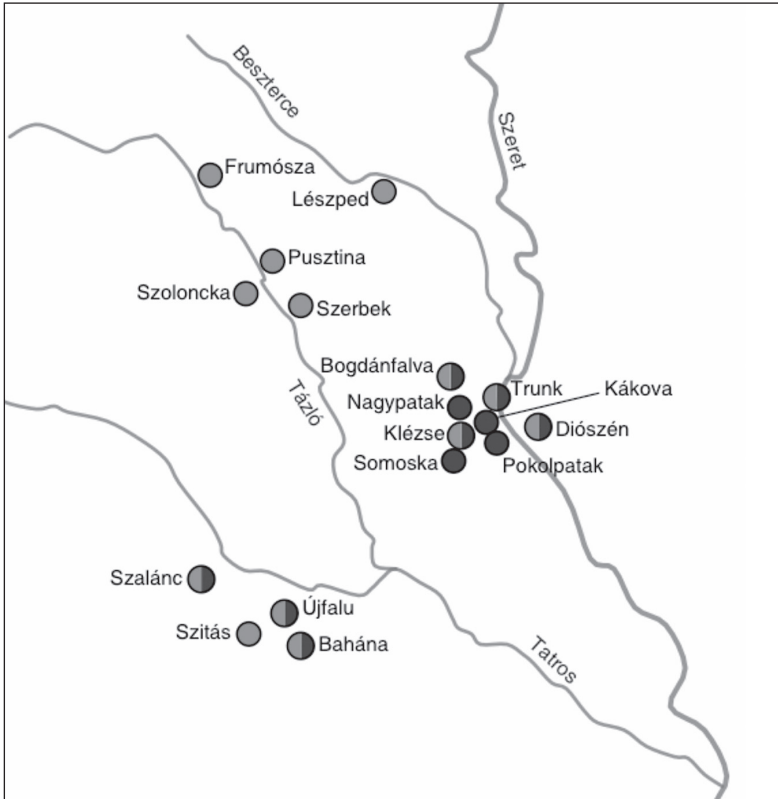 Beszterce
Szeret
Frumósza
Lészped
Pusztina
Szoloncka
Szerbek
Bogdánfalva
Trunk
Kákova
Nagypatak
Tázló
Klézse
Diószén
Somoska
Pokolpatak
Szalánc
Újfalu
Szitás
Bahána
Tatros